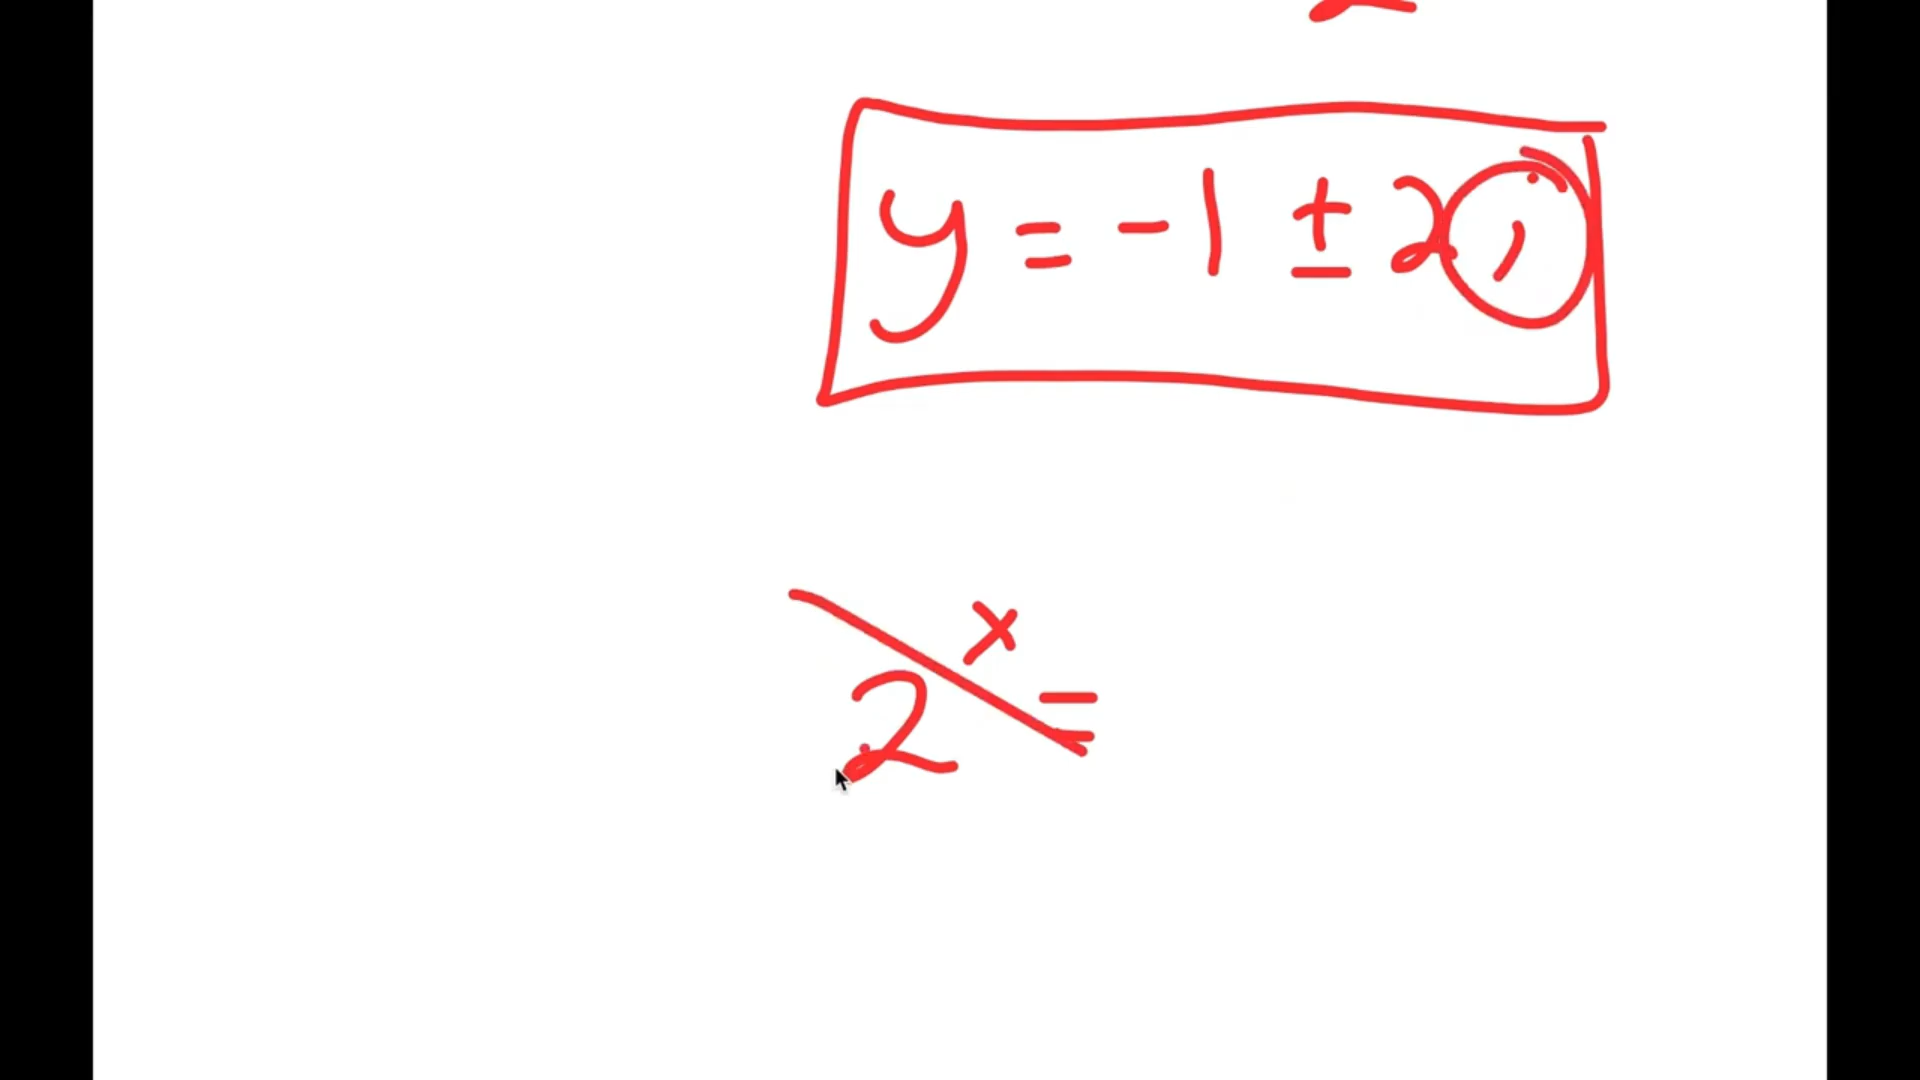 y = -1 ± 2i
2^x =